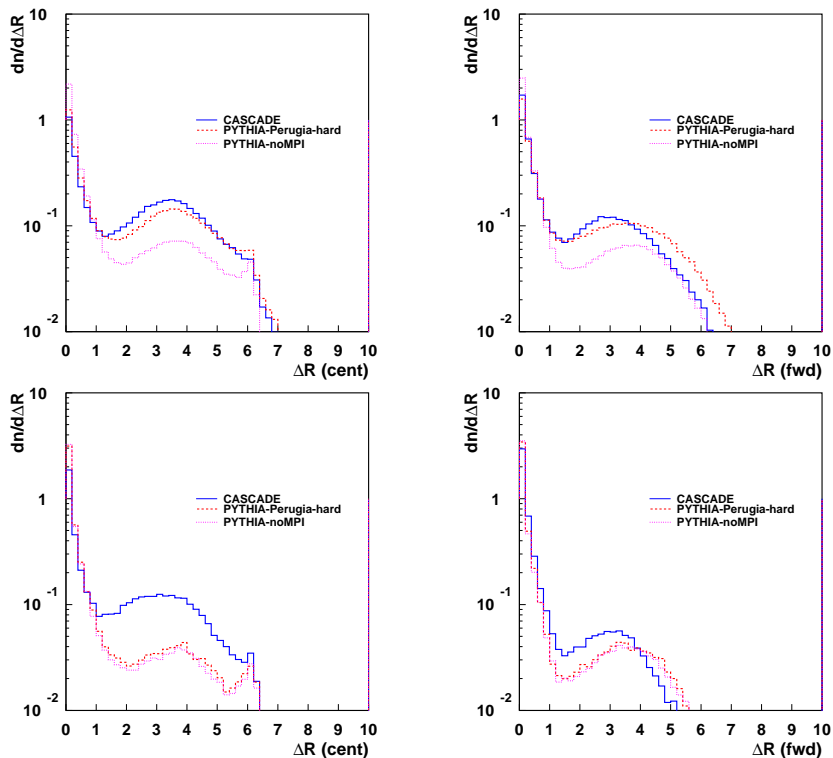 dn/dΔR
10
1
10 -1
10 -2
CASCADE
PYTHIA-Perugia-hard
PYTHIA-noMPI
0 1 2 3 4 5 6 7 8 9 10
ΔR (cent)
dn/dΔR
10
1
10 -1
10 -2
CASCADE
PYTHIA-Perugia-hard
PYTHIA-noMPI
0 1 2 3 4 5 6 7 8 9 10
ΔR (fwd)
dn/dΔR
10
1
10 -1
10 -2
CASCADE
PYTHIA-Perugia-hard
PYTHIA-noMPI
0 1 2 3 4 5 6 7 8 9 10
ΔR (cent)
dn/dΔR
10
1
10 -1
10 -2
CASCADE
PYTHIA-Perugia-hard
PYTHIA-noMPI
0 1 2 3 4 5 6 7 8 9 10
ΔR (fwd)